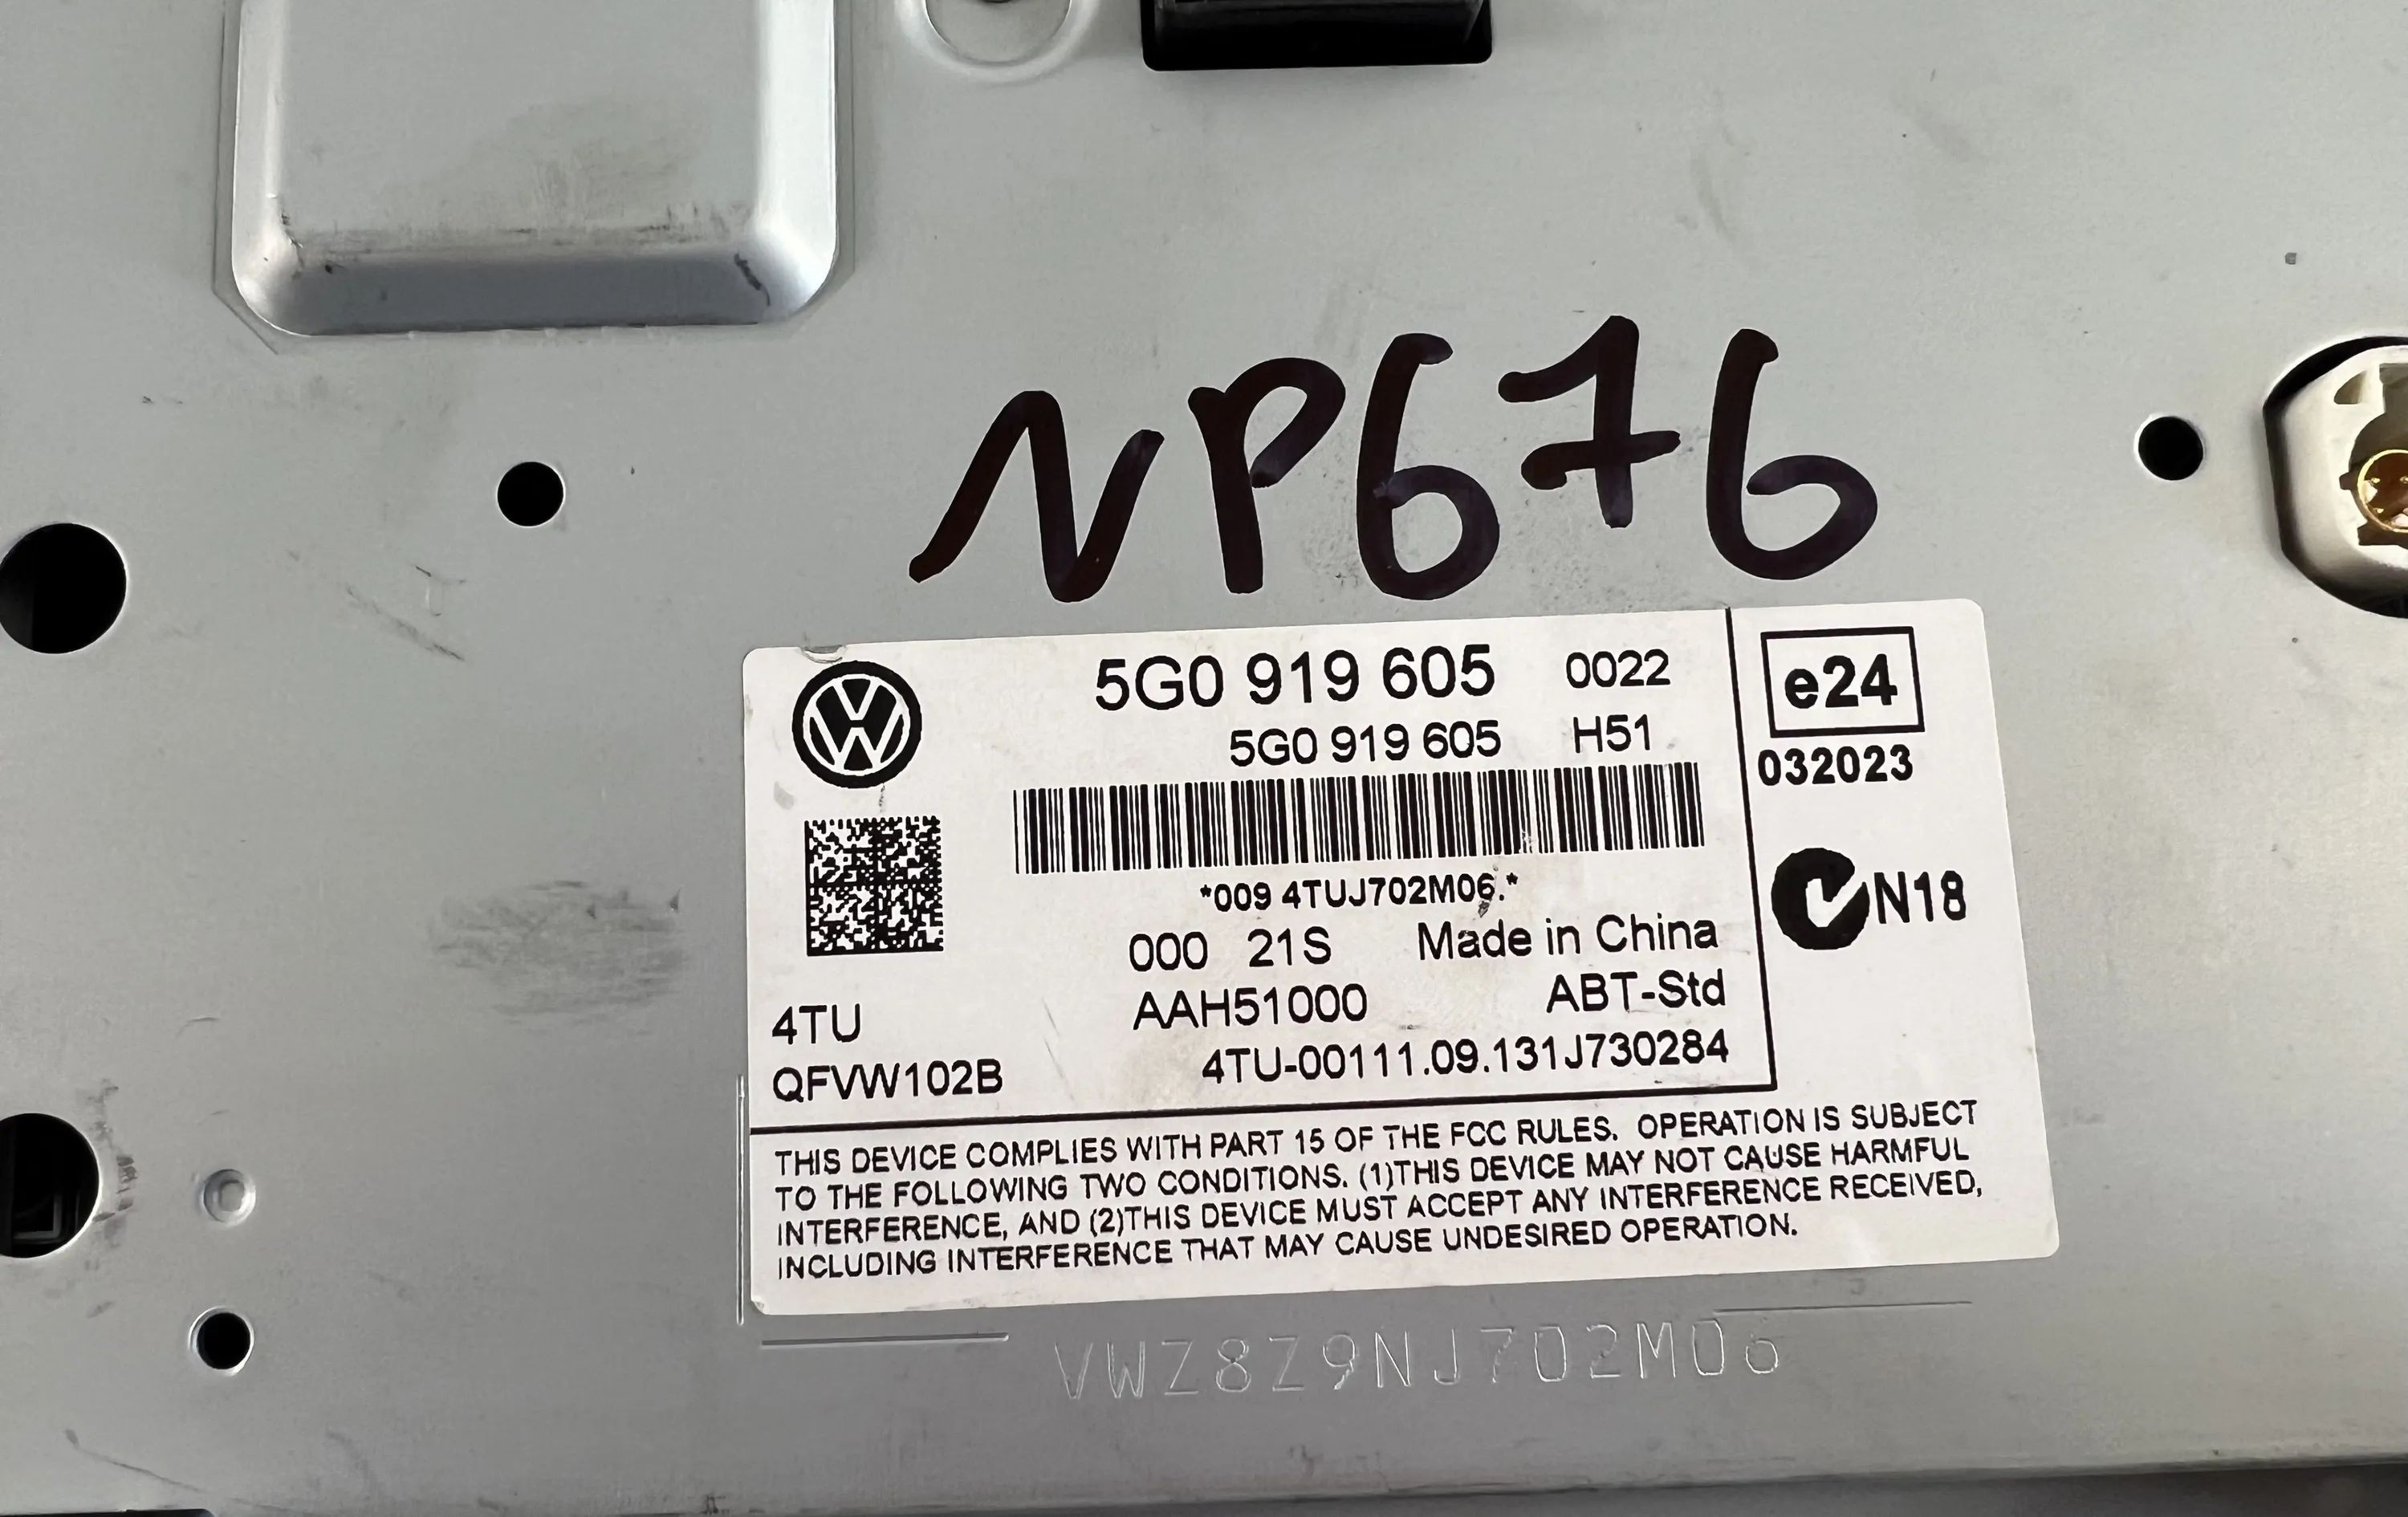 NP676
5G0 919 605 0022
5G0 919 605 H51
*009 4TUJ702M06.*
000 21S Made in China
AAH51000 ABT-Std
4TU
QFVW102B
4TU-00111.09.131J730284
e24
032023
N18
THIS DEVICE COMPLIES WITH PART 15 OF THE FCC RULES. OPERATION IS SUBJECT
TO THE FOLLOWING TWO CONDITIONS. (1)THIS DEVICE MAY NOT CAUSE HARMFUL
INTERFERENCE, AND (2)THIS DEVICE MUST ACCEPT ANY INTERFERENCE RECEIVED,
INCLUDING INTERFERENCE THAT MAY CAUSE UNDESIRED OPERATION.
VWZ8Z9NJ702M06